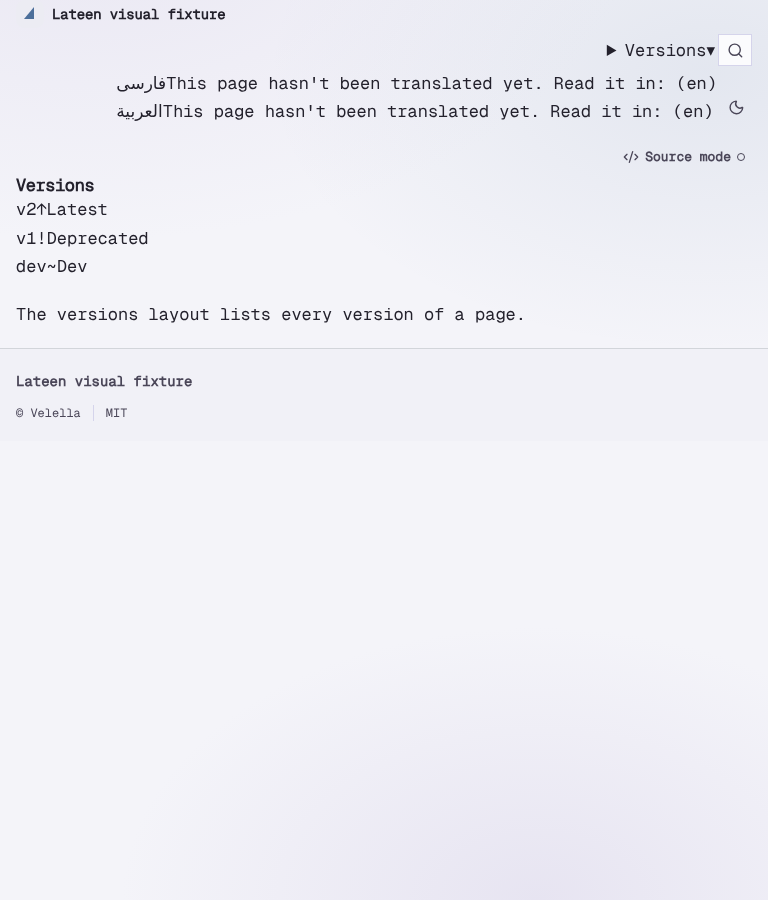 Lateen visual fixture
▶ Versions▾
فارسیThis page hasn't been translated yet. Read it in: (en)
العربيةThis page hasn't been translated yet. Read it in: (en)
</> Source mode ○
Versions
v2↑Latest
v1!Deprecated
dev~Dev
The versions layout lists every version of a page.
Lateen visual fixture
© Velella
MIT